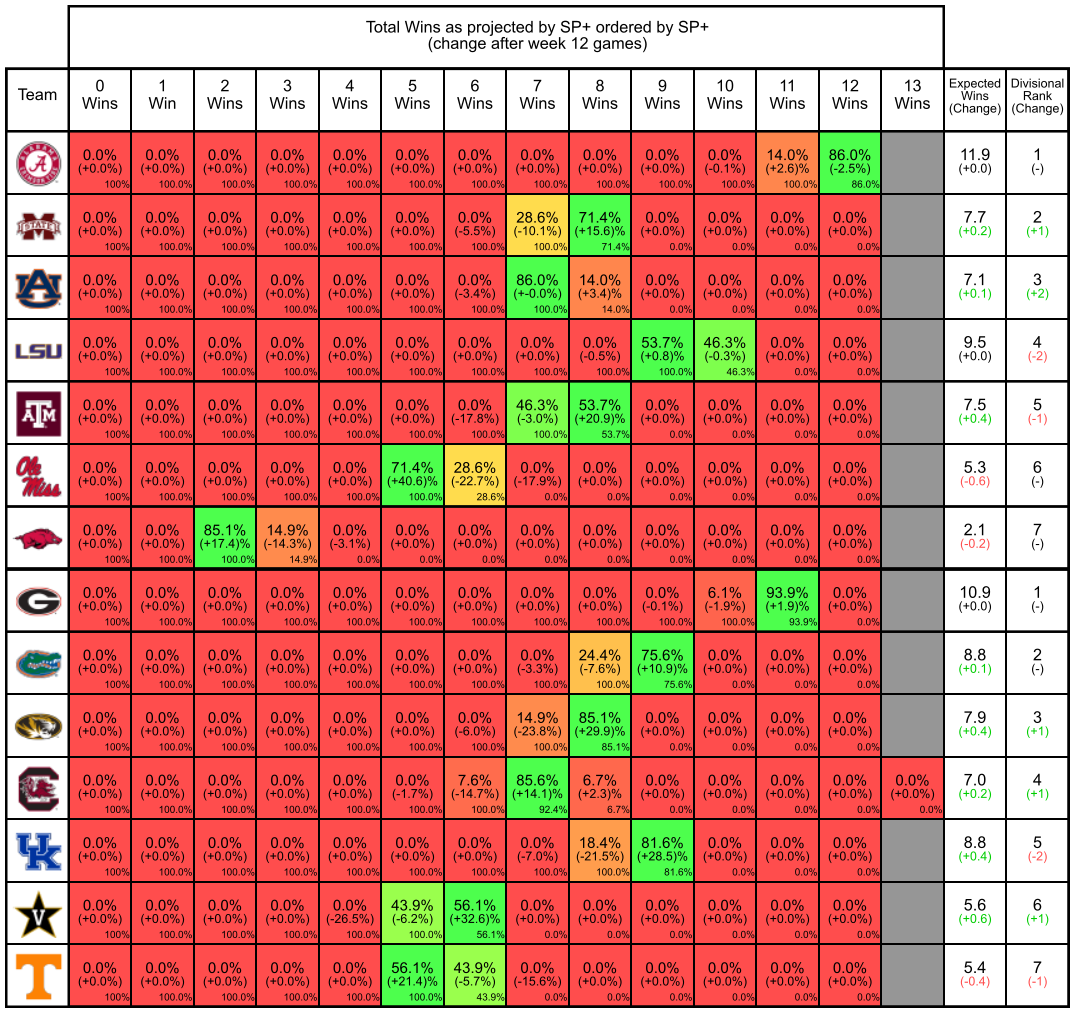 Total Wins as projected by SP+ ordered by SP+
(change after week 12 games)
Team 0 Wins 1 Win 2 Wins 3 Wins 4 Wins 5 Wins 6 Wins 7 Wins 8 Wins 9 Wins 10 Wins 11 Wins 12 Wins 13 Wins Expected Wins (Change) Divisional Rank (Change)
A 0.0% 0.0% 0.0% 0.0% 0.0% 0.0% 0.0% 0.0% 0.0% 0.0% 0.0% 14.0% 86.0% 11.9 1
(+0.0%) (+0.0%) (+0.0%) (+0.0%) (+0.0%) (+0.0%) (+0.0%) (+0.0%) (+0.0%) (+0.0%) (-0.1%) (+2.6)% (-2.5%) (+0.0) (-)
100% 100.0% 100.0% 100.0% 100.0% 100.0% 100.0% 100.0% 100.0% 100.0% 100.0% 100.0% 86.0%
STATE 0.0% 0.0% 0.0% 0.0% 0.0% 0.0% 0.0% 28.6% 71.4% 0.0% 0.0% 0.0% 0.0% 7.7 2
(+0.0%) (+0.0%) (+0.0%) (+0.0%) (+0.0%) (+0.0%) (-5.5%) (-10.1%) (+15.6)% (+0.0%) (+0.0%) (+0.0%) (+0.0%) (+0.2) (+1)
100% 100.0% 100.0% 100.0% 100.0% 100.0% 100.0% 100.0% 71.4% 0.0% 0.0% 0.0% 0.0%
AU 0.0% 0.0% 0.0% 0.0% 0.0% 0.0% 0.0% 86.0% 14.0% 0.0% 0.0% 0.0% 0.0% 7.1 3
(+0.0%) (+0.0%) (+0.0%) (+0.0%) (+0.0%) (+0.0%) (-3.4%) (+-0.0%) (+3.4)% (+0.0%) (+0.0%) (+0.0%) (+0.0%) (+0.1) (+2)
100% 100.0% 100.0% 100.0% 100.0% 100.0% 100.0% 100.0% 14.0% 0.0% 0.0% 0.0% 0.0%
LSU 0.0% 0.0% 0.0% 0.0% 0.0% 0.0% 0.0% 0.0% 0.0% 53.7% 46.3% 0.0% 0.0% 9.5 4
(+0.0%) (+0.0%) (+0.0%) (+0.0%) (+0.0%) (+0.0%) (+0.0%) (+0.0%) (-0.5%) (+0.8)% (-0.3%) (+0.0%) (+0.0%) (+0.0) (-2)
100% 100.0% 100.0% 100.0% 100.0% 100.0% 100.0% 100.0% 100.0% 100.0% 46.3% 0.0% 0.0%
ATM 0.0% 0.0% 0.0% 0.0% 0.0% 0.0% 0.0% 46.3% 53.7% 0.0% 0.0% 0.0% 0.0% 7.5 5
(+0.0%) (+0.0%) (+0.0%) (+0.0%) (+0.0%) (+0.0%) (-17.8%) (-3.0%) (+20.9)% (+0.0%) (+0.0%) (+0.0%) (+0.0%) (+0.4) (-1)
100% 100.0% 100.0% 100.0% 100.0% 100.0% 100.0% 100.0% 53.7% 0.0% 0.0% 0.0% 0.0%
Ole Miss 0.0% 0.0% 0.0% 0.0% 0.0% 71.4% 28.6% 0.0% 0.0% 0.0% 0.0% 0.0% 0.0% 5.3 6
(+0.0%) (+0.0%) (+0.0%) (+0.0%) (+0.0%) (+40.6)% (-22.7%) (-17.9%) (+0.0%) (+0.0%) (+0.0%) (+0.0%) (+0.0%) (-0.6) (-)
100% 100.0% 100.0% 100.0% 100.0% 100.0% 28.6% 0.0% 0.0% 0.0% 0.0% 0.0% 0.0%
0.0% 0.0% 85.1% 14.9% 0.0% 0.0% 0.0% 0.0% 0.0% 0.0% 0.0% 0.0% 0.0% 2.1 7
(+0.0%) (+0.0%) (+17.4)% (-14.3%) (-3.1%) (+0.0%) (+0.0%) (+0.0%) (+0.0%) (+0.0%) (+0.0%) (+0.0%) (+0.0%) (-0.2) (-)
100% 100.0% 100.0% 14.9% 0.0% 0.0% 0.0% 0.0% 0.0% 0.0% 0.0% 0.0% 0.0%
G 0.0% 0.0% 0.0% 0.0% 0.0% 0.0% 0.0% 0.0% 0.0% 0.0% 6.1% 93.9% 0.0% 10.9 1
(+0.0%) (+0.0%) (+0.0%) (+0.0%) (+0.0%) (+0.0%) (+0.0%) (+0.0%) (+0.0%) (-0.1%) (-1.9%) (+1.9)% (+0.0%) (+0.0) (-)
100% 100.0% 100.0% 100.0% 100.0% 100.0% 100.0% 100.0% 100.0% 100.0% 100.0% 93.9% 0.0%
0.0% 0.0% 0.0% 0.0% 0.0% 0.0% 0.0% 0.0% 24.4% 75.6% 0.0% 0.0% 0.0% 8.8 2
(+0.0%) (+0.0%) (+0.0%) (+0.0%) (+0.0%) (+0.0%) (+0.0%) (-3.3%) (-7.6%) (+10.9)% (+0.0%) (+0.0%) (+0.0%) (+0.1) (-)
100% 100.0% 100.0% 100.0% 100.0% 100.0% 100.0% 100.0% 100.0% 75.6% 0.0% 0.0% 0.0%
0.0% 0.0% 0.0% 0.0% 0.0% 0.0% 0.0% 14.9% 85.1% 0.0% 0.0% 0.0% 0.0% 7.9 3
(+0.0%) (+0.0%) (+0.0%) (+0.0%) (+0.0%) (+0.0%) (-6.0%) (-23.8%) (+29.9)% (+0.0%) (+0.0%) (+0.0%) (+0.0%) (+0.4) (+1)
100% 100.0% 100.0% 100.0% 100.0% 100.0% 100.0% 100.0% 85.1% 0.0% 0.0% 0.0% 0.0%
C 0.0% 0.0% 0.0% 0.0% 0.0% 0.0% 7.6% 85.6% 6.7% 0.0% 0.0% 0.0% 0.0% 0.0% 7.0 4
(+0.0%) (+0.0%) (+0.0%) (+0.0%) (+0.0%) (-1.7%) (-14.7%) (+14.1)% (+2.3)% (+0.0%) (+0.0%) (+0.0%) (+0.0%) (+0.0%) (+0.2) (+1)
100% 100.0% 100.0% 100.0% 100.0% 100.0% 100.0% 92.4% 6.7% 0.0% 0.0% 0.0% 0.0% 0.0%
UK 0.0% 0.0% 0.0% 0.0% 0.0% 0.0% 0.0% 0.0% 18.4% 81.6% 0.0% 0.0% 0.0% 8.8 5
(+0.0%) (+0.0%) (+0.0%) (+0.0%) (+0.0%) (+0.0%) (+0.0%) (-7.0%) (-21.5%) (+28.5)% (+0.0%) (+0.0%) (+0.0%) (+0.4) (-2)
100% 100.0% 100.0% 100.0% 100.0% 100.0% 100.0% 100.0% 100.0% 81.6% 0.0% 0.0% 0.0%
V 0.0% 0.0% 0.0% 0.0% 0.0% 43.9% 56.1% 0.0% 0.0% 0.0% 0.0% 0.0% 0.0% 5.6 6
(+0.0%) (+0.0%) (+0.0%) (+0.0%) (-26.5%) (-6.2%) (+32.6)% (+0.0%) (+0.0%) (+0.0%) (+0.0%) (+0.0%) (+0.0%) (+0.6) (+1)
100% 100.0% 100.0% 100.0% 100.0% 100.0% 56.1% 0.0% 0.0% 0.0% 0.0% 0.0% 0.0%
T 0.0% 0.0% 0.0% 0.0% 0.0% 56.1% 43.9% 0.0% 0.0% 0.0% 0.0% 0.0% 0.0% 5.4 7
(+0.0%) (+0.0%) (+0.0%) (+0.0%) (+0.0%) (+21.4)% (-5.7%) (-15.6%) (+0.0%) (+0.0%) (+0.0%) (+0.0%) (+0.0%) (-0.4) (-1)
100% 100.0% 100.0% 100.0% 100.0% 100.0% 43.9% 0.0% 0.0% 0.0% 0.0% 0.0% 0.0%